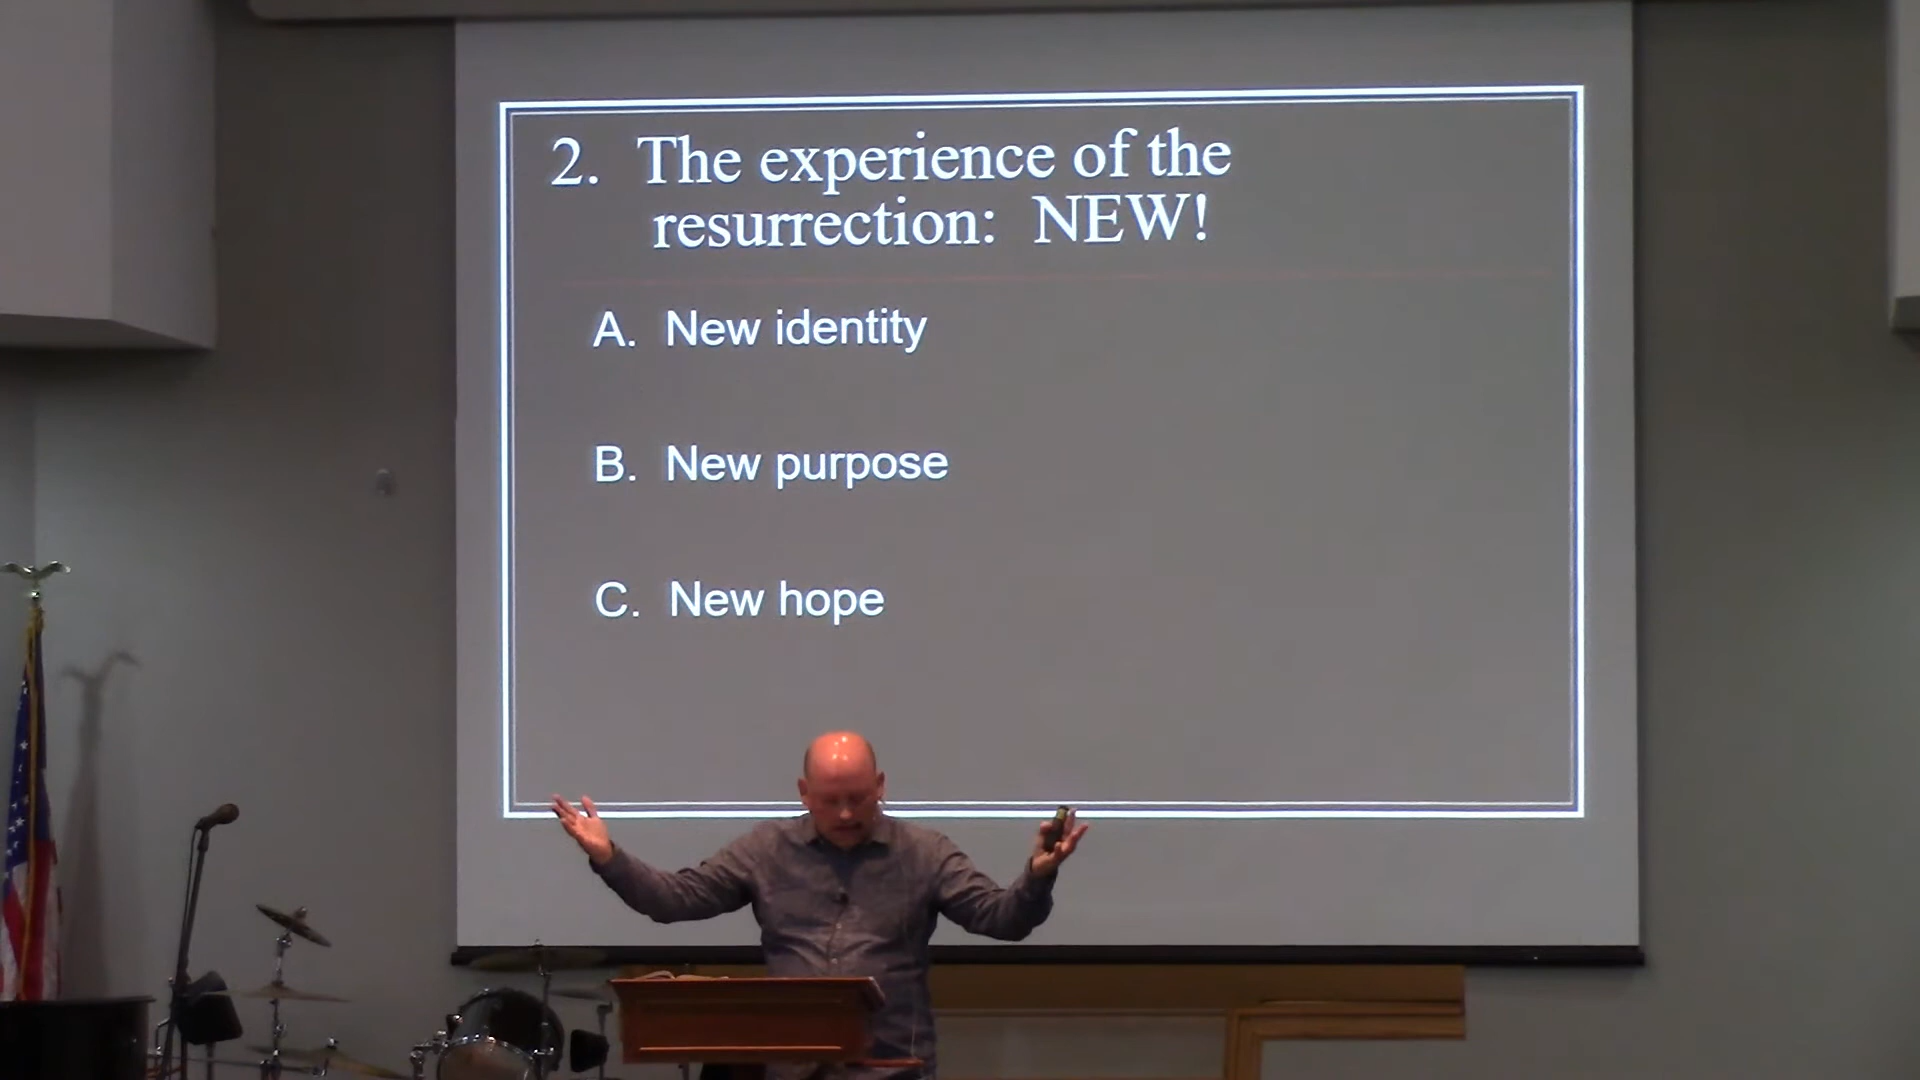 2. The experience of the
resurrection: NEW!
A. New identity
B. New purpose
C. New hope